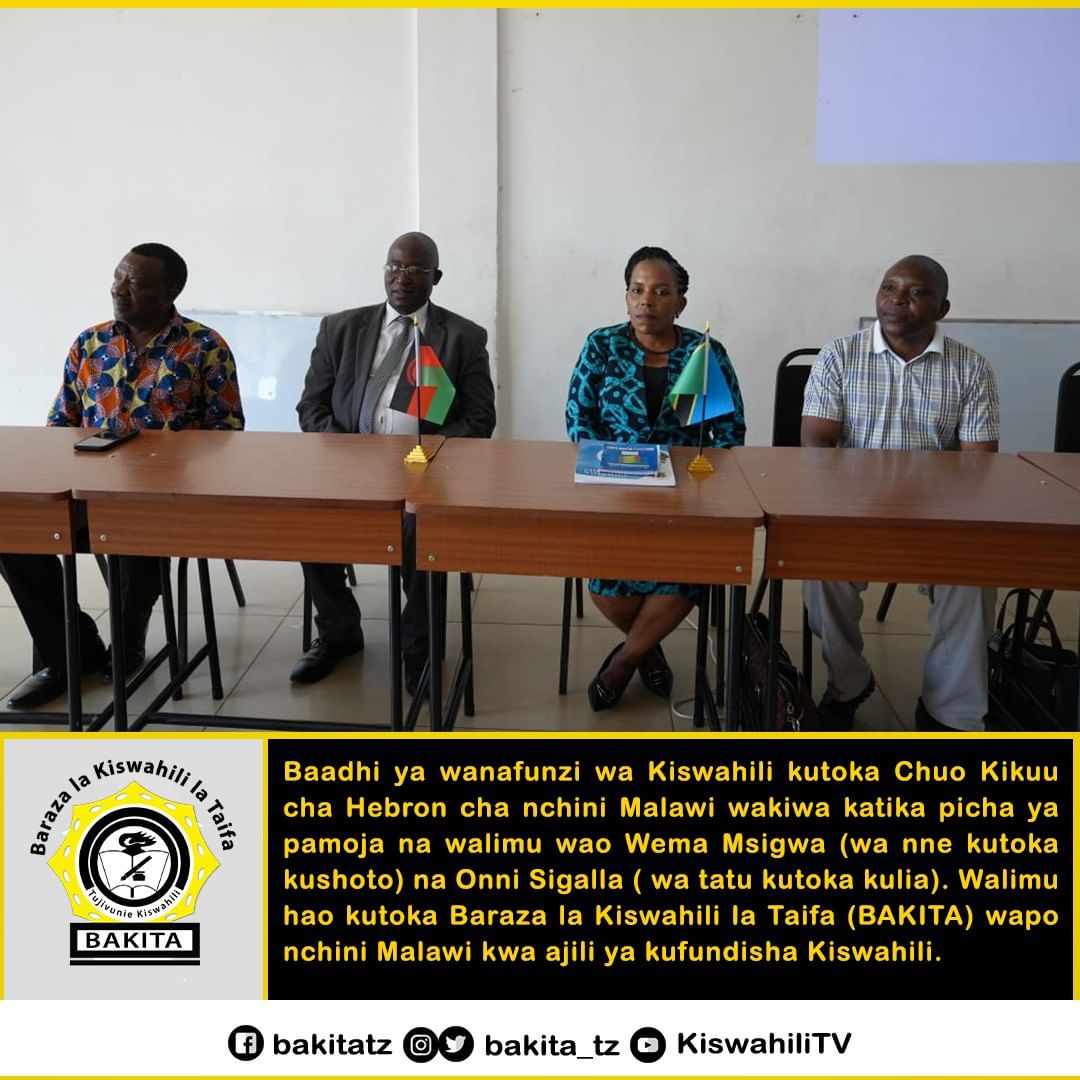 Baraza la Kiswahili la Taifa
Tujivunie Kiswahili
BAKITA
Baadhi ya wanafunzi wa Kiswahili kutoka Chuo Kikuu
cha Hebron cha nchini Malawi wakiwa katika picha ya
pamoja na walimu wao Wema Msigwa (wa nne kutoka
kushoto) na Onni Sigalla ( wa tatu kutoka kulia). Walimu
hao kutoka Baraza la Kiswahili la Taifa (BAKITA) wapo
nchini Malawi kwa ajili ya kufundisha Kiswahili.
bakitatz bakita_tz KiswahiliTV